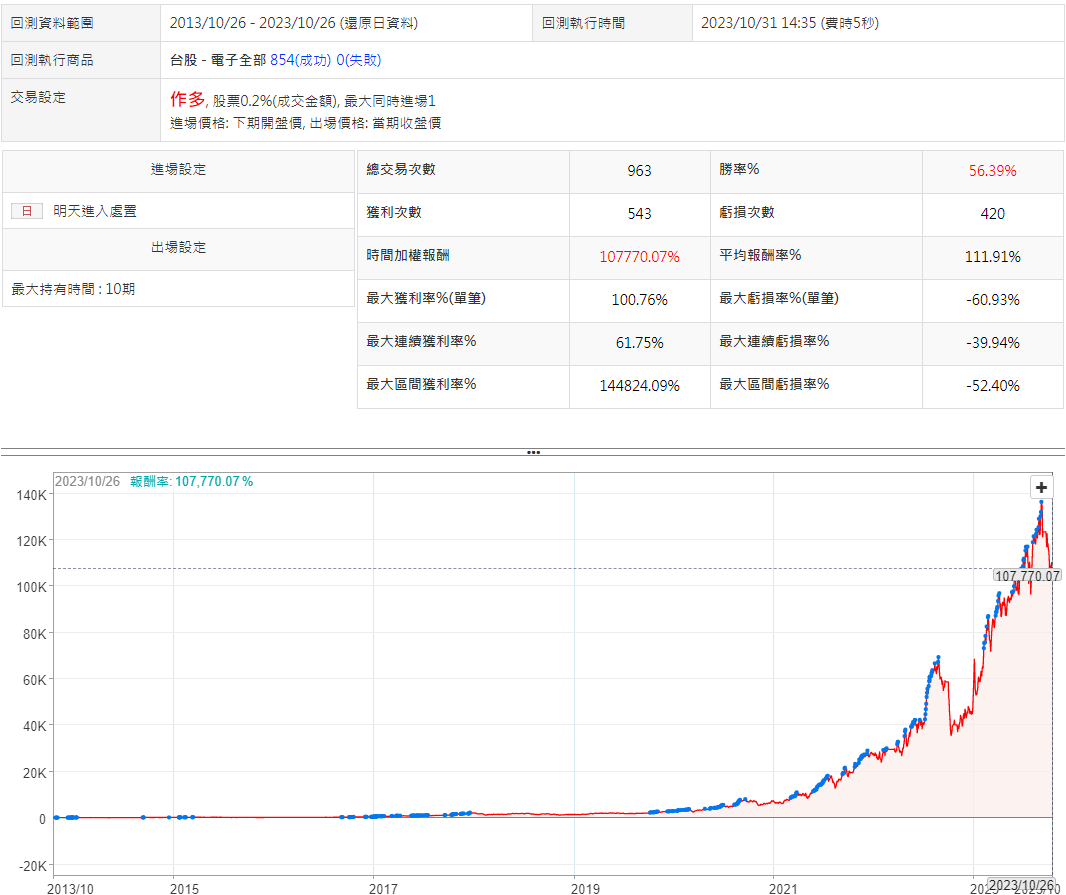 回測資料範圍 2013/10/26 - 2023/10/26 (還原日資料) 回測執行時間 2023/10/31 14:35 (費時5秒)
回測執行商品 台股 - 電子全部 854(成功) 0(失敗)
交易設定 作多, 股票0.2%(成交金額), 最大同時進場1
進場價格: 下期開盤價, 出場價格: 當期收盤價
進場設定
日 明天進入處置
出場設定
最大持有時間 : 10期
總交易次數 963 勝率% 56.39%
獲利次數 543 虧損次數 420
時間加權報酬 107770.07% 平均報酬率% 111.91%
最大獲利率%(單筆) 100.76% 最大虧損率%(單筆) -60.93%
最大連續獲利率% 61.75% 最大連續虧損率% -39.94%
最大區間獲利率% 144824.09% 最大區間虧損率% -52.40%
2023/10/26 報酬率: 107,770.07 %
+
140K
120K
107,770.07
100K
80K
60K
40K
20K
0
-20K
2013/10 2015 2017 2019 2021 2023/10/26